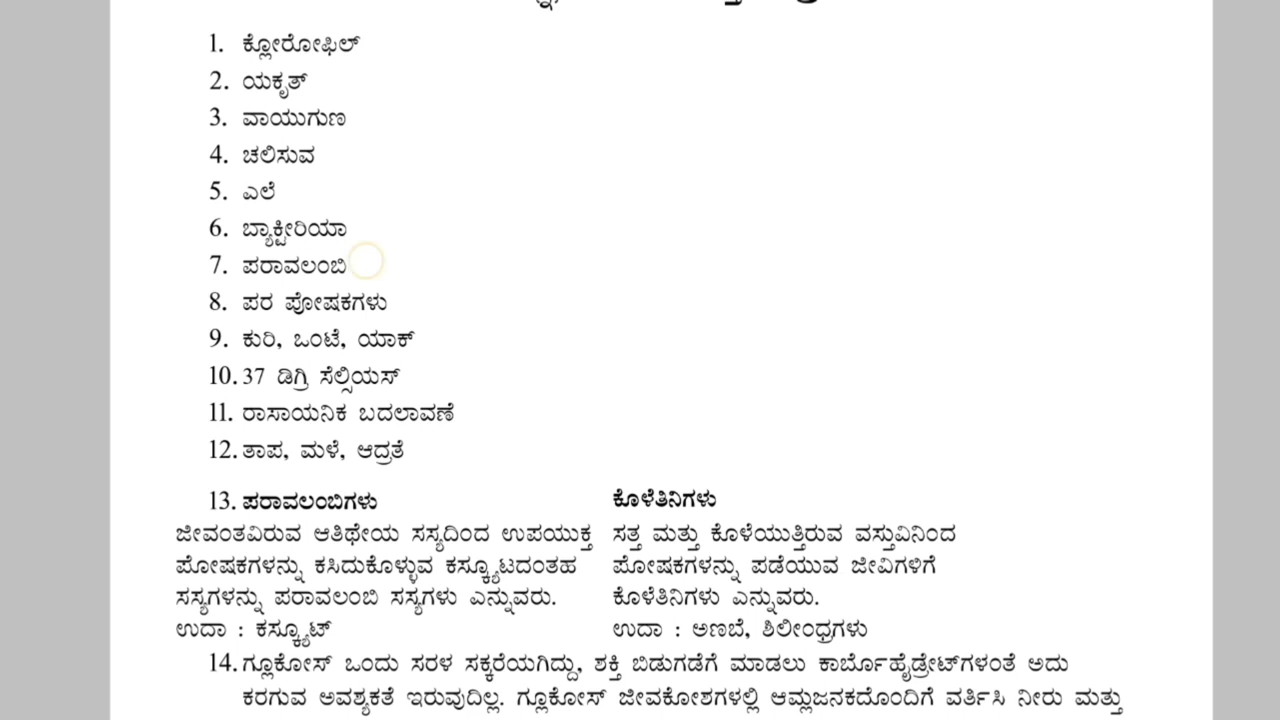 1. ಕ್ಲೋರೋಫಿಲ್
2. ಯಕೃತ್
3. ವಾಯುಗುಣ
4. ಚಲಿಸುವ
5. ಎಲೆ
6. ಬ್ಯಾಕ್ಟೀರಿಯಾ
7. ಪರಾವಲಂಬಿ
8. ಪರ ಪೋಷಕಗಳು
9. ಕುರಿ, ಒಂಟೆ, ಯಾಕ್
10. 37 ಡಿಗ್ರಿ ಸೆಲ್ಸಿಯಸ್
11. ರಾಸಾಯನಿಕ ಬದಲಾವಣೆ
12. ತಾಪ, ಮಳೆ, ಆದ್ರತೆ
13. ಪರಾವಲಂಬಿಗಳು
ಜೀವಂತವಿರುವ ಆತಿಥೇಯ ಸಸ್ಯದಿಂದ ಉಪಯುಕ್ತ
ಪೋಷಕಗಳನ್ನು ಕಸಿದುಕೊಳ್ಳುವ ಕಸ್ಕ್ಯೂಟದಂತಹ
ಸಸ್ಯಗಳನ್ನು ಪರಾವಲಂಬಿ ಸಸ್ಯಗಳು ಎನ್ನುವರು.
ಉದಾ : ಕಸ್ಕ್ಯೂಟ್
ಕೊಳೆತಿನಿಗಳು
ಸತ್ತ ಮತ್ತು ಕೊಳೆಯುತ್ತಿರುವ ವಸ್ತುವಿನಿಂದ
ಪೋಷಕಗಳನ್ನು ಪಡೆಯುವ ಜೀವಿಗಳಿಗೆ
ಕೊಳೆತಿನಿಗಳು ಎನ್ನುವರು.
ಉದಾ : ಅಣಬೆ, ಶಿಲೀಂಧ್ರಗಳು
14. ಗ್ಲೂಕೋಸ್ ಒಂದು ಸರಳ ಸಕ್ಕರೆಯಾಗಿದ್ದು, ಶಕ್ತಿ ಬಿಡುಗಡೆಗೆ ಮಾಡಲು ಕಾರ್ಬೊಹೈಡ್ರೇಟ್‌ಗಳಂತೆ ಅದು
ಕರಗುವ ಅವಶ್ಯಕತೆ ಇರುವುದಿಲ್ಲ. ಗ್ಲೂಕೋಸ್ ಜೀವಕೋಶಗಳಲ್ಲಿ ಆಮ್ಲಜನಕದೊಂದಿಗೆ ವರ್ತಿಸಿ ನೀರು ಮತ್ತು